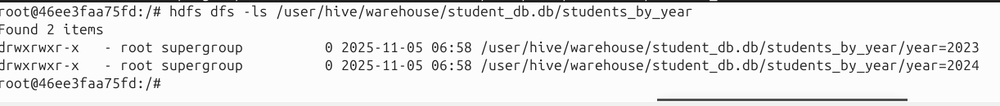 root@46ee3faa75fd:/# hdfs dfs -ls /user/hive/warehouse/student_db.db/students_by_year
Found 2 items
drwxrwxr-x   - root supergroup          0 2025-11-05 06:58 /user/hive/warehouse/student_db.db/students_by_year/year=2023
drwxrwxr-x   - root supergroup          0 2025-11-05 06:58 /user/hive/warehouse/student_db.db/students_by_year/year=2024
root@46ee3faa75fd:/#